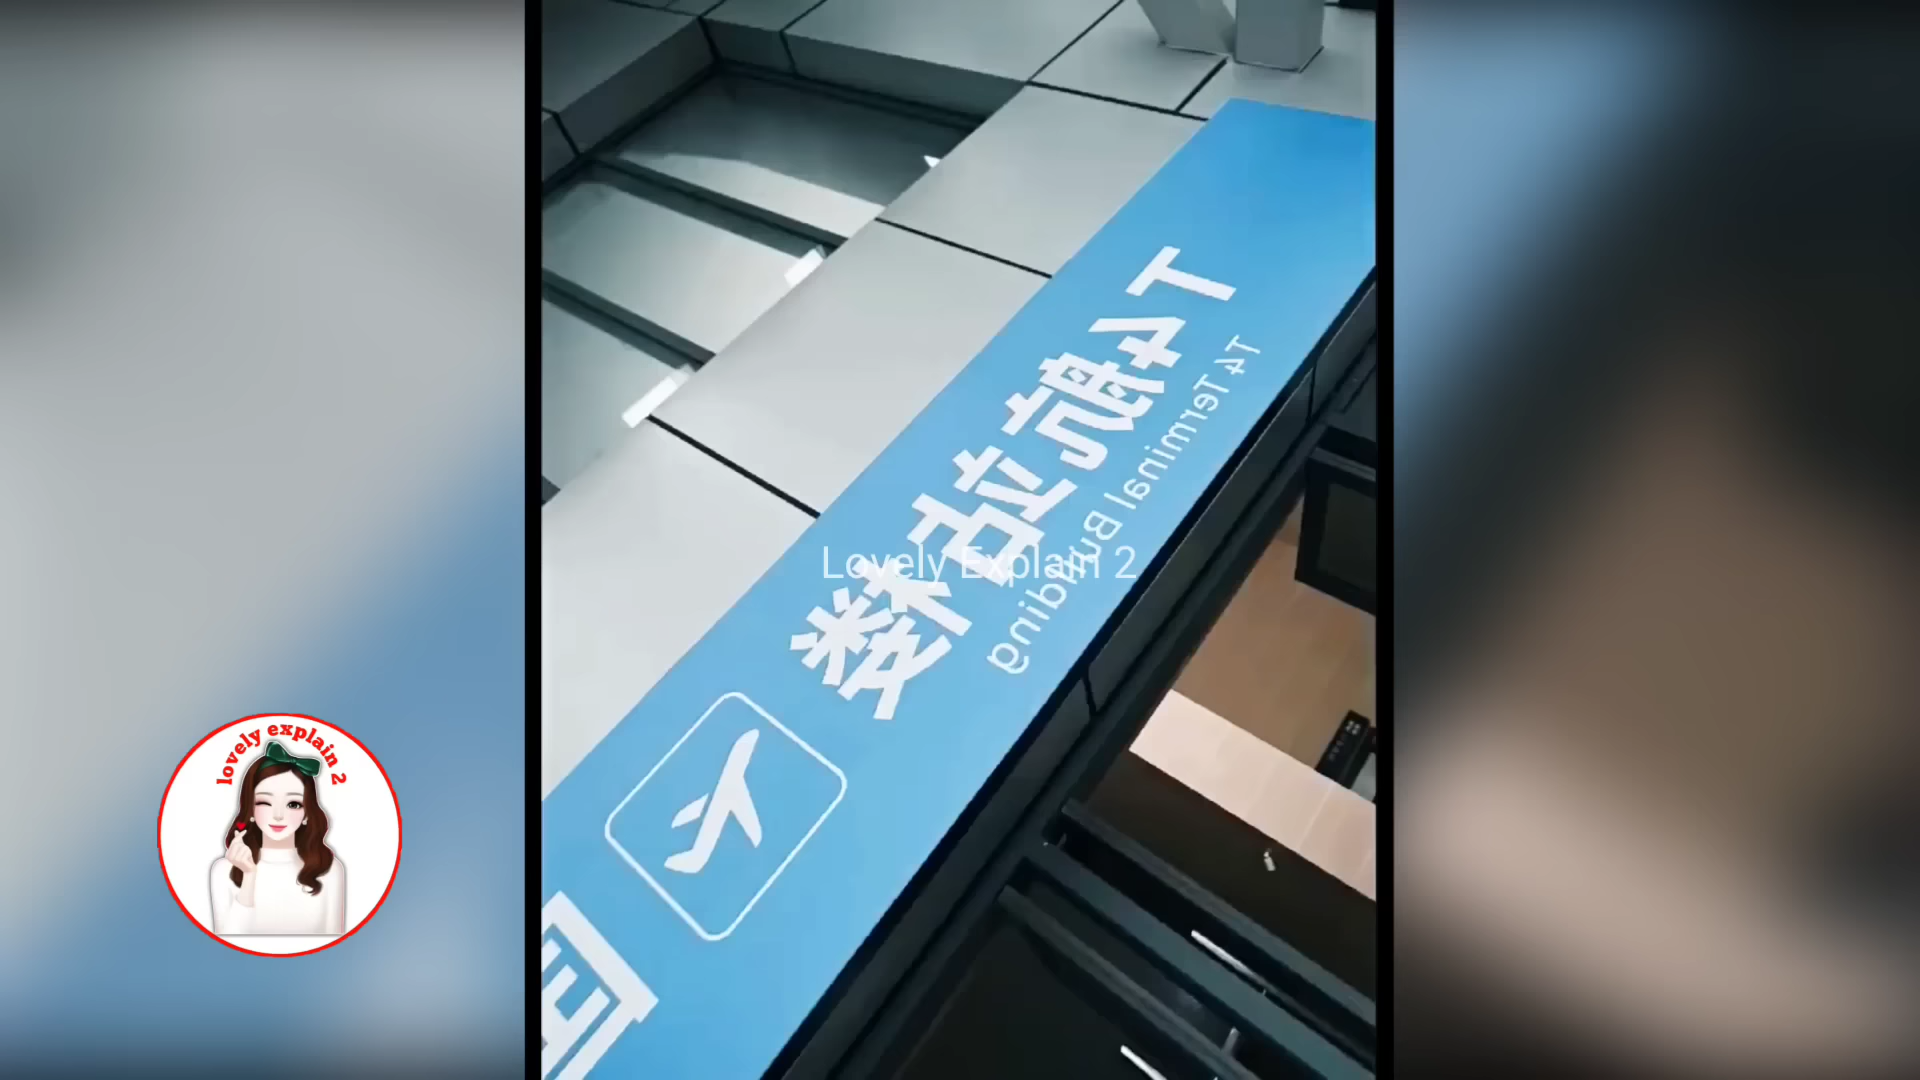 T4航站楼
T4 Terminal Building
Lovely Explain 2
lovely explain 2